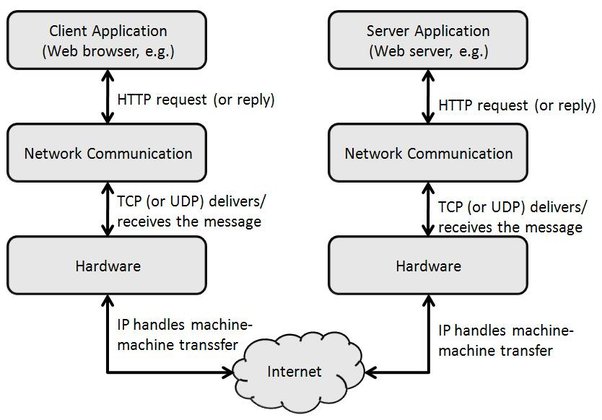 Client Application
(Web browser, e.g.)
HTTP request (or reply)
Network Communication
TCP (or UDP) delivers/
receives the message
Hardware
IP handles machine-
machine transsfer
Server Application
(Web server, e.g.)
HTTP request (or reply)
Network Communication
TCP (or UDP) delivers/
receives the message
Hardware
IP handles machine-
machine transfer
Internet